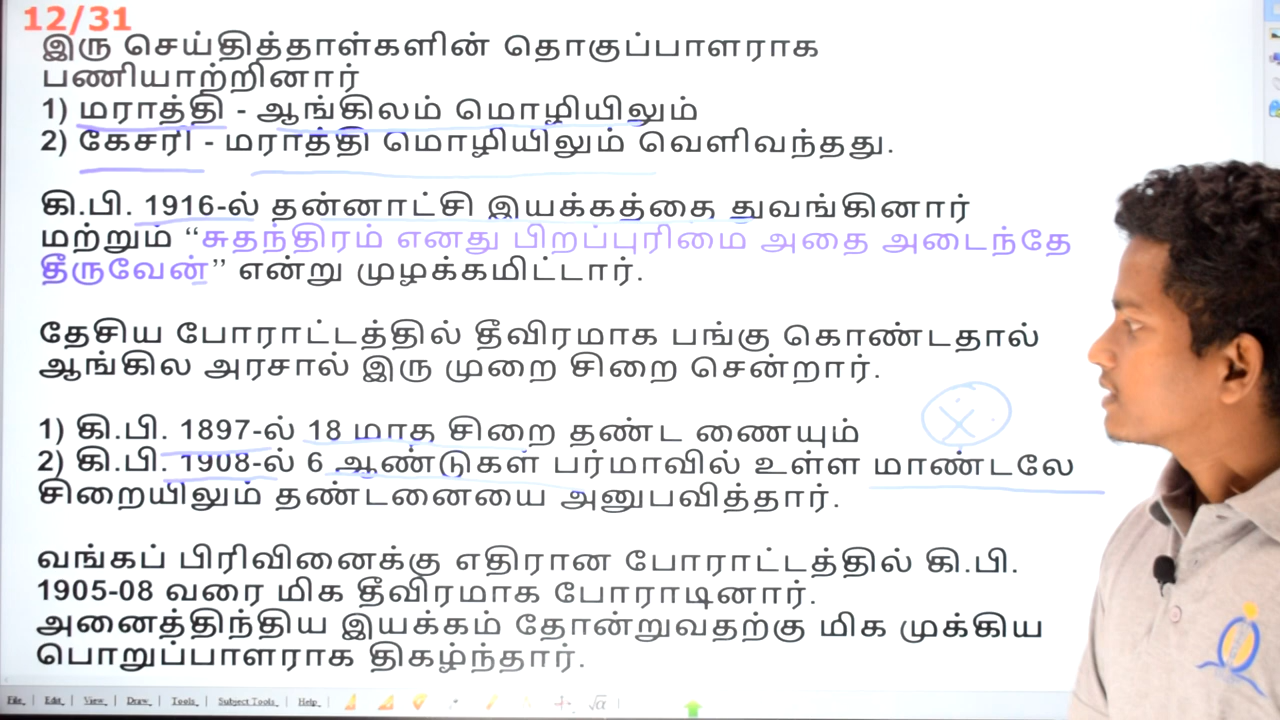 12/31
இரு செய்தித்தாள்களின் தொகுப்பாளராக
பணியாற்றினார்
1) மராத்தி - ஆங்கிலம் மொழியிலும்
2) கேசரி - மராத்தி மொழியிலும் வெளிவந்தது.
கி.பி. 1916-ல் தன்னாட்சி இயக்கத்தை துவங்கினார்
மற்றும் “சுதந்திரம் எனது பிறப்புரிமை அதை அடைந்தே
தீருவேன்” என்று முழக்கமிட்டார்.
தேசிய போராட்டத்தில் தீவிரமாக பங்கு கொண்டதால்
ஆங்கில அரசால் இரு முறை சிறை சென்றார்.
1) கி.பி. 1897-ல் 18 மாத சிறை தண்ட ணையும்
2) கி.பி. 1908-ல் 6 ஆண்டுகள் பர்மாவில் உள்ள மாண்டலே
சிறையிலும் தண்டனையை அனுபவித்தார்.
வங்கப் பிரிவினைக்கு எதிரான போராட்டத்தில் கி.பி.
1905-08 வரை மிக தீவிரமாக போராடினார்.
அனைத்திந்திய இயக்கம் தோன்றுவதற்கு மிக முக்கிய
பொறுப்பாளராக திகழ்ந்தார்.
File, | Edit, | View, | Draw, | Tools, | Subject Tools, | Help, |